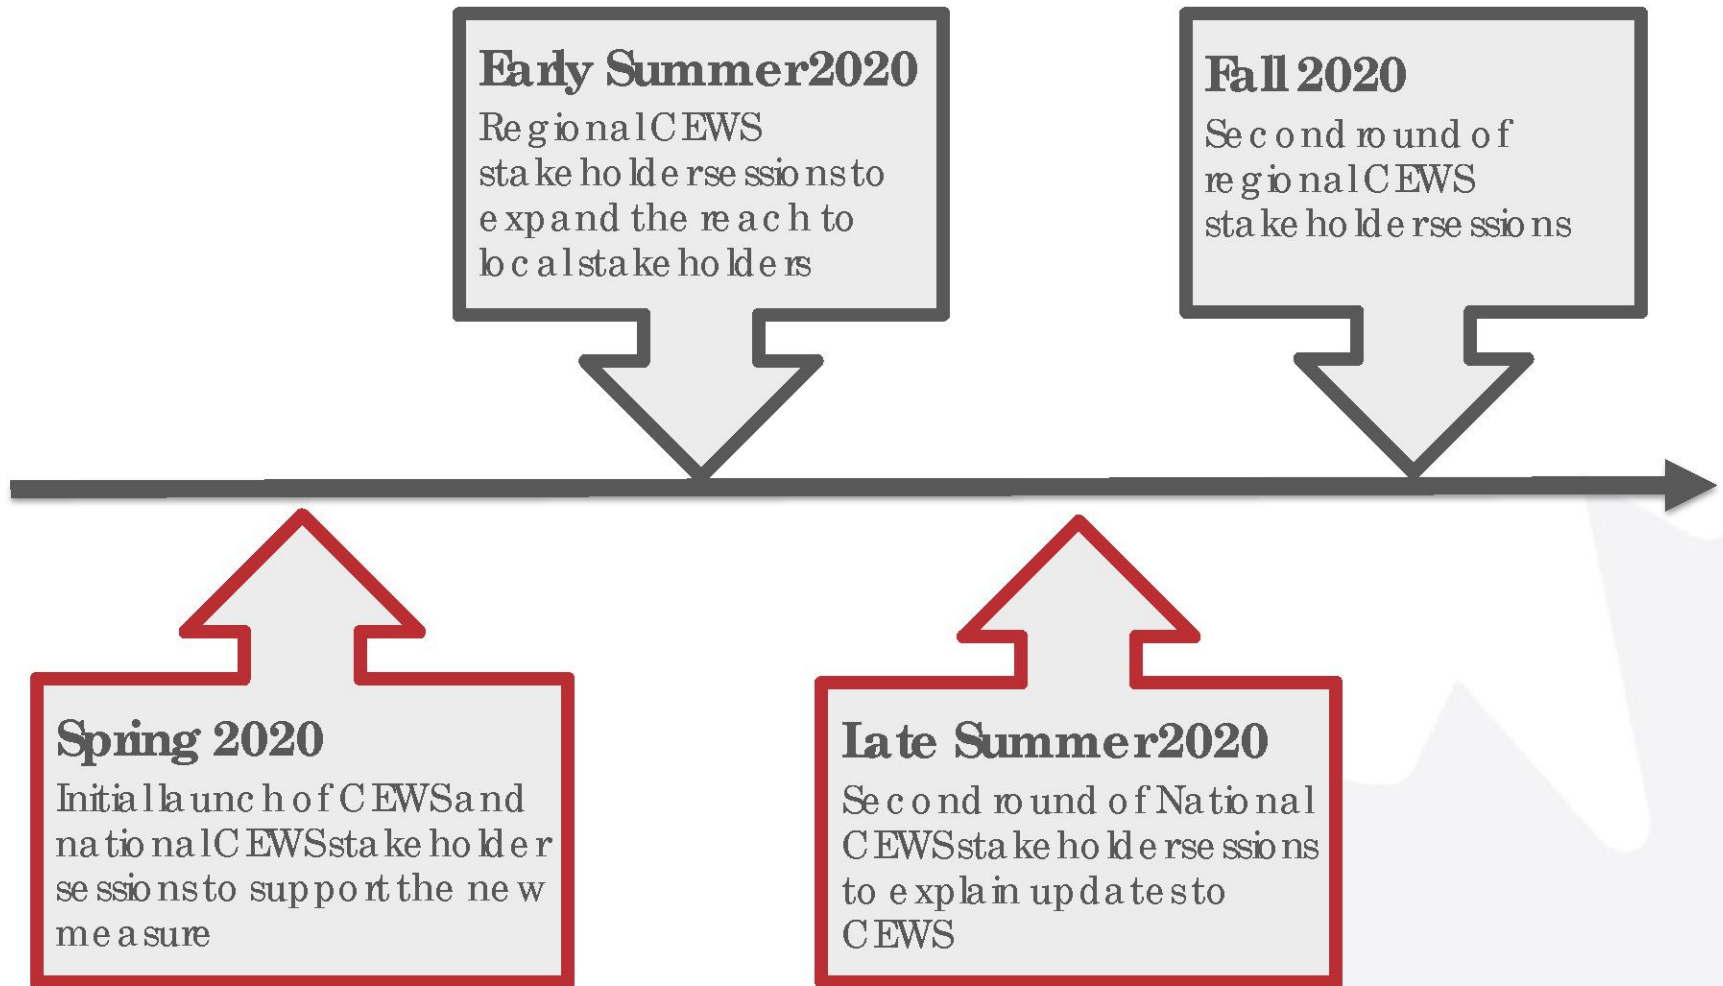 Early Summer 2020
Regional CEWS
stakeholder sessions to
expand the reach to
local stakeholders
Fall 2020
Second round of
regional CEWS
stakeholder sessions
Spring 2020
Initial launch of CEWS and
national CEWS stakeholder
sessions to support the new
measure
Late Summer 2020
Second round of National
CEWS stakeholder sessions
to explain updates to
CEWS